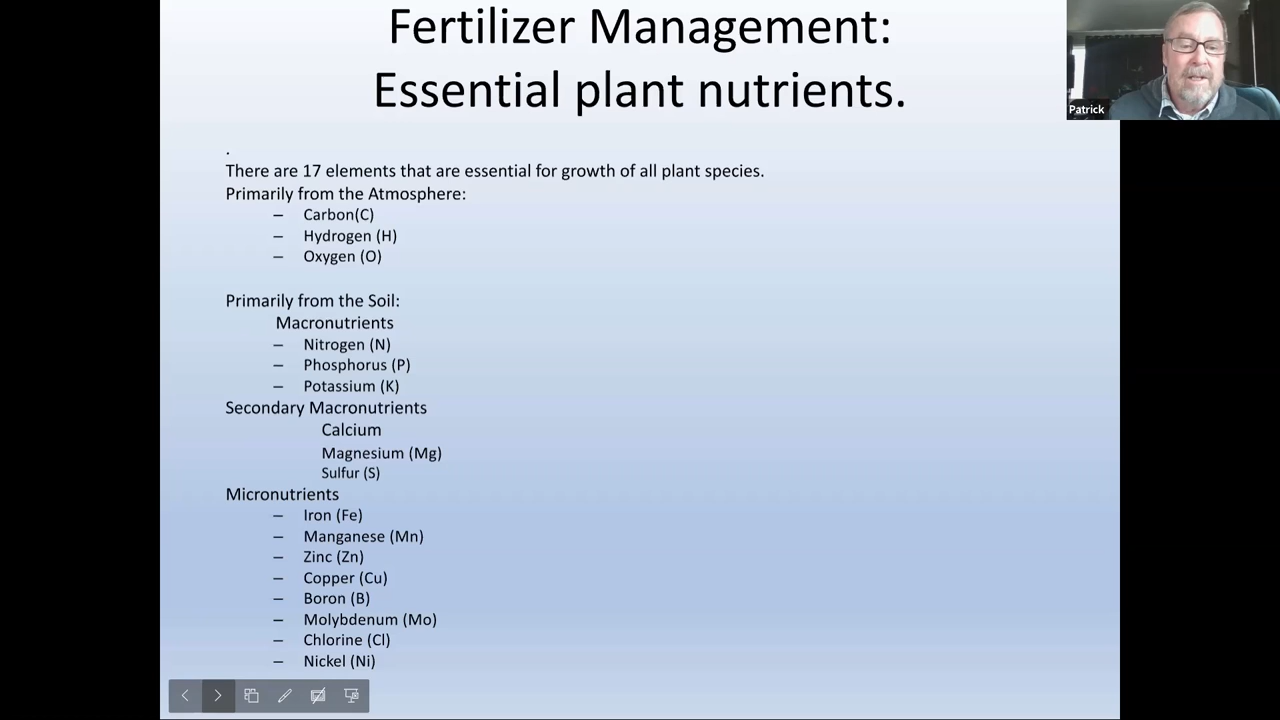 Fertilizer Management:
Essential plant nutrients.
Patrick
.
There are 17 elements that are essential for growth of all plant species.
Primarily from the Atmosphere:
– Carbon(C)
– Hydrogen (H)
– Oxygen (O)
Primarily from the Soil:
Macronutrients
– Nitrogen (N)
– Phosphorus (P)
– Potassium (K)
Secondary Macronutrients
Calcium
Magnesium (Mg)
Sulfur (S)
Micronutrients
– Iron (Fe)
– Manganese (Mn)
– Zinc (Zn)
– Copper (Cu)
– Boron (B)
– Molybdenum (Mo)
– Chlorine (Cl)
– Nickel (Ni)